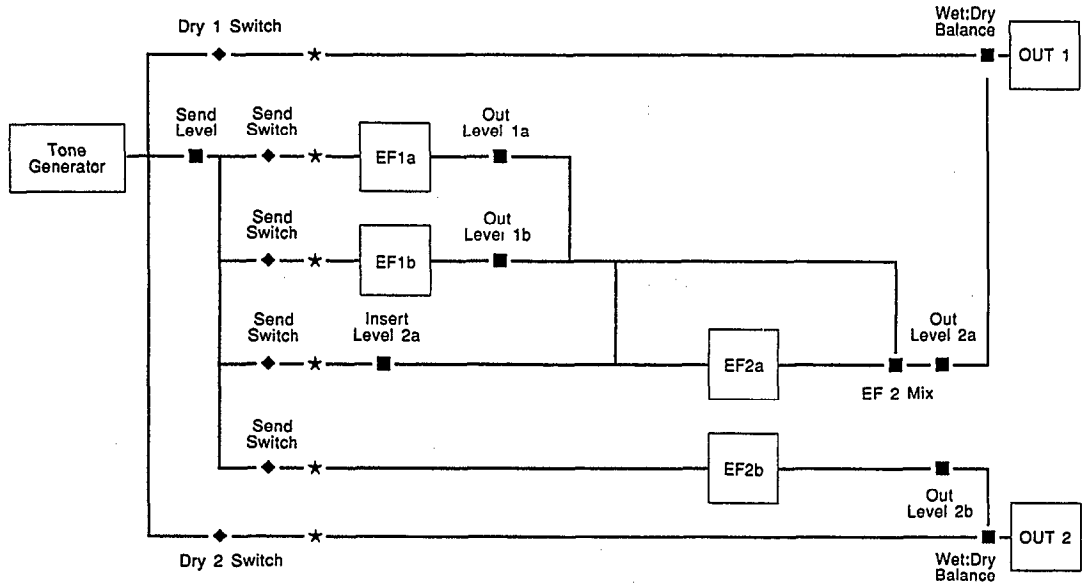 Dry 1 Switch
Wet:Dry
Balance
OUT 1
Tone
Generator
Send
Level
Send
Switch
EF1a
Out
Level 1a
Send
Switch
EF1b
Out
Level 1b
Send
Switch
Insert
Level 2a
EF2a
Out
Level 2a
EF 2 Mix
Send
Switch
EF2b
Out
Level 2b
Dry 2 Switch
OUT 2
Wet:Dry
Balance